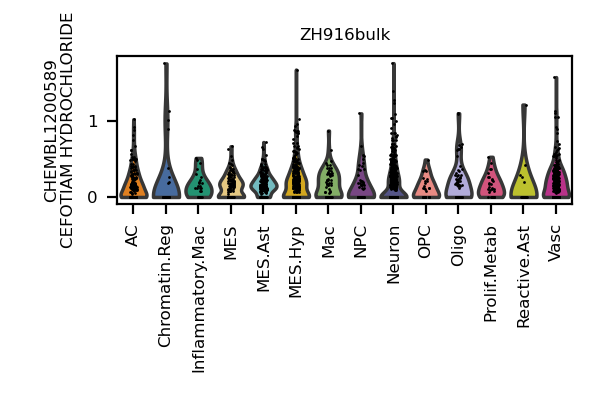 ZH916bulk
CHEMBL1200589
CEFOTIAM HYDROCHLORIDE
1
0
AC
Chromatin.Reg
Inflammatory.Mac
MES
MES.Ast
MES.Hyp
Mac
NPC
Neuron
OPC
Oligo
Prolif.Metab
Reactive.Ast
Vasc